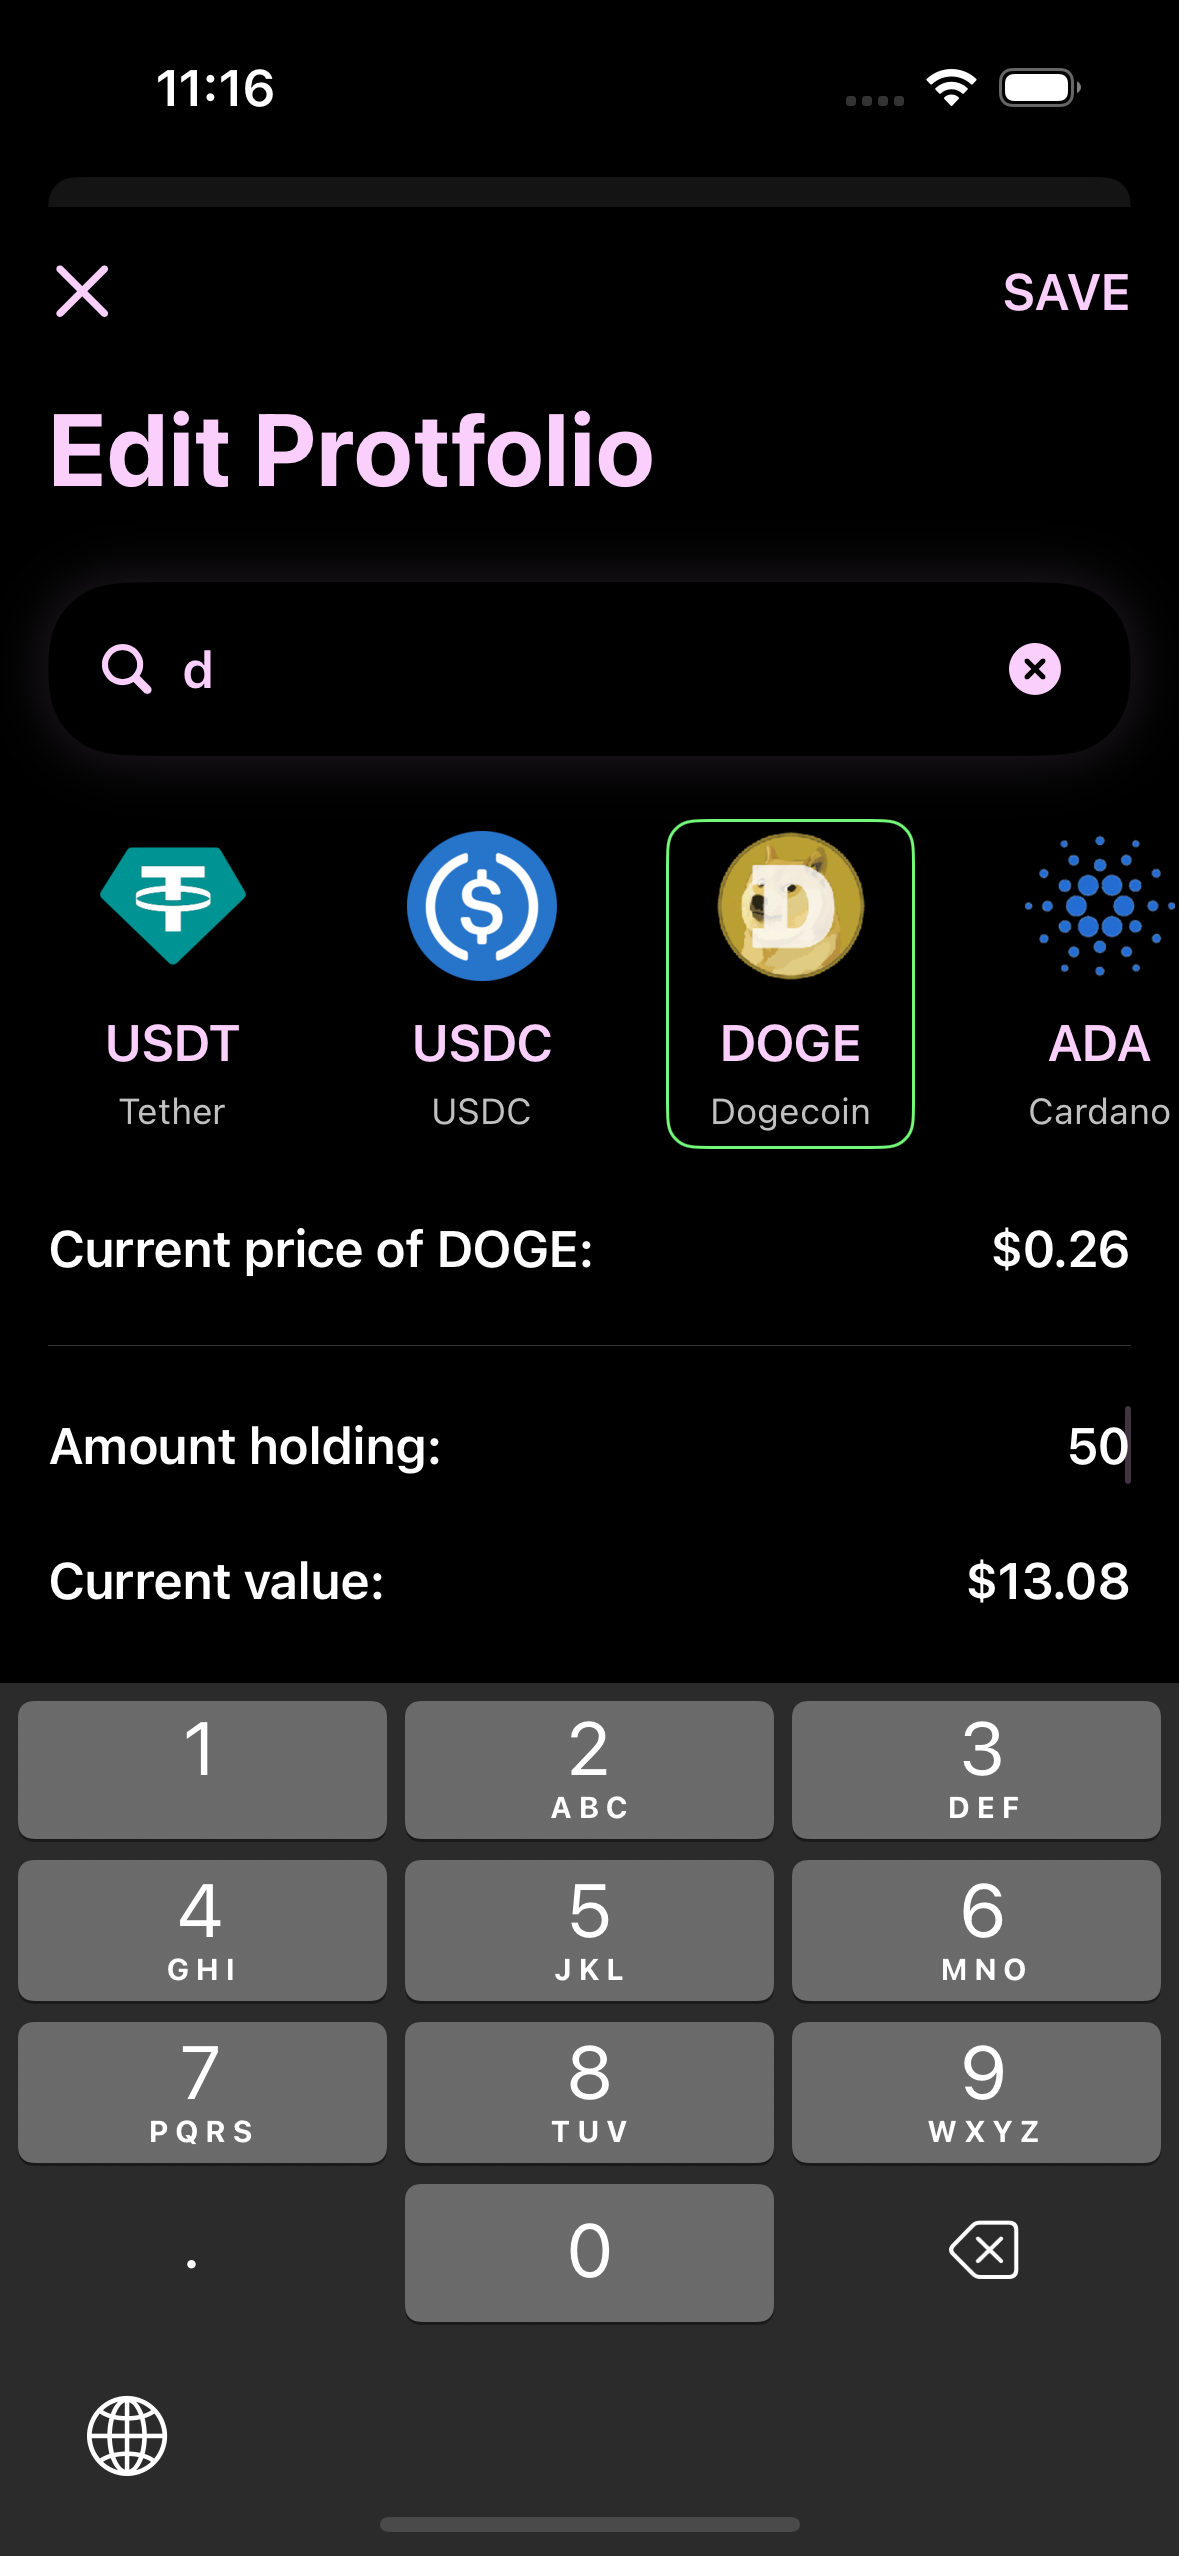 11:16
SAVE
Edit Protfolio
d
USDT USDC DOGE ADA
Tether USDC Dogecoin Cardano
Current price of DOGE: $0.26
Amount holding: 50
Current value: $13.08
1 2 3
ABC DEF
4 5 6
GHI JKL MNO
7 8 9
PQRS TUV WXYZ
. 0